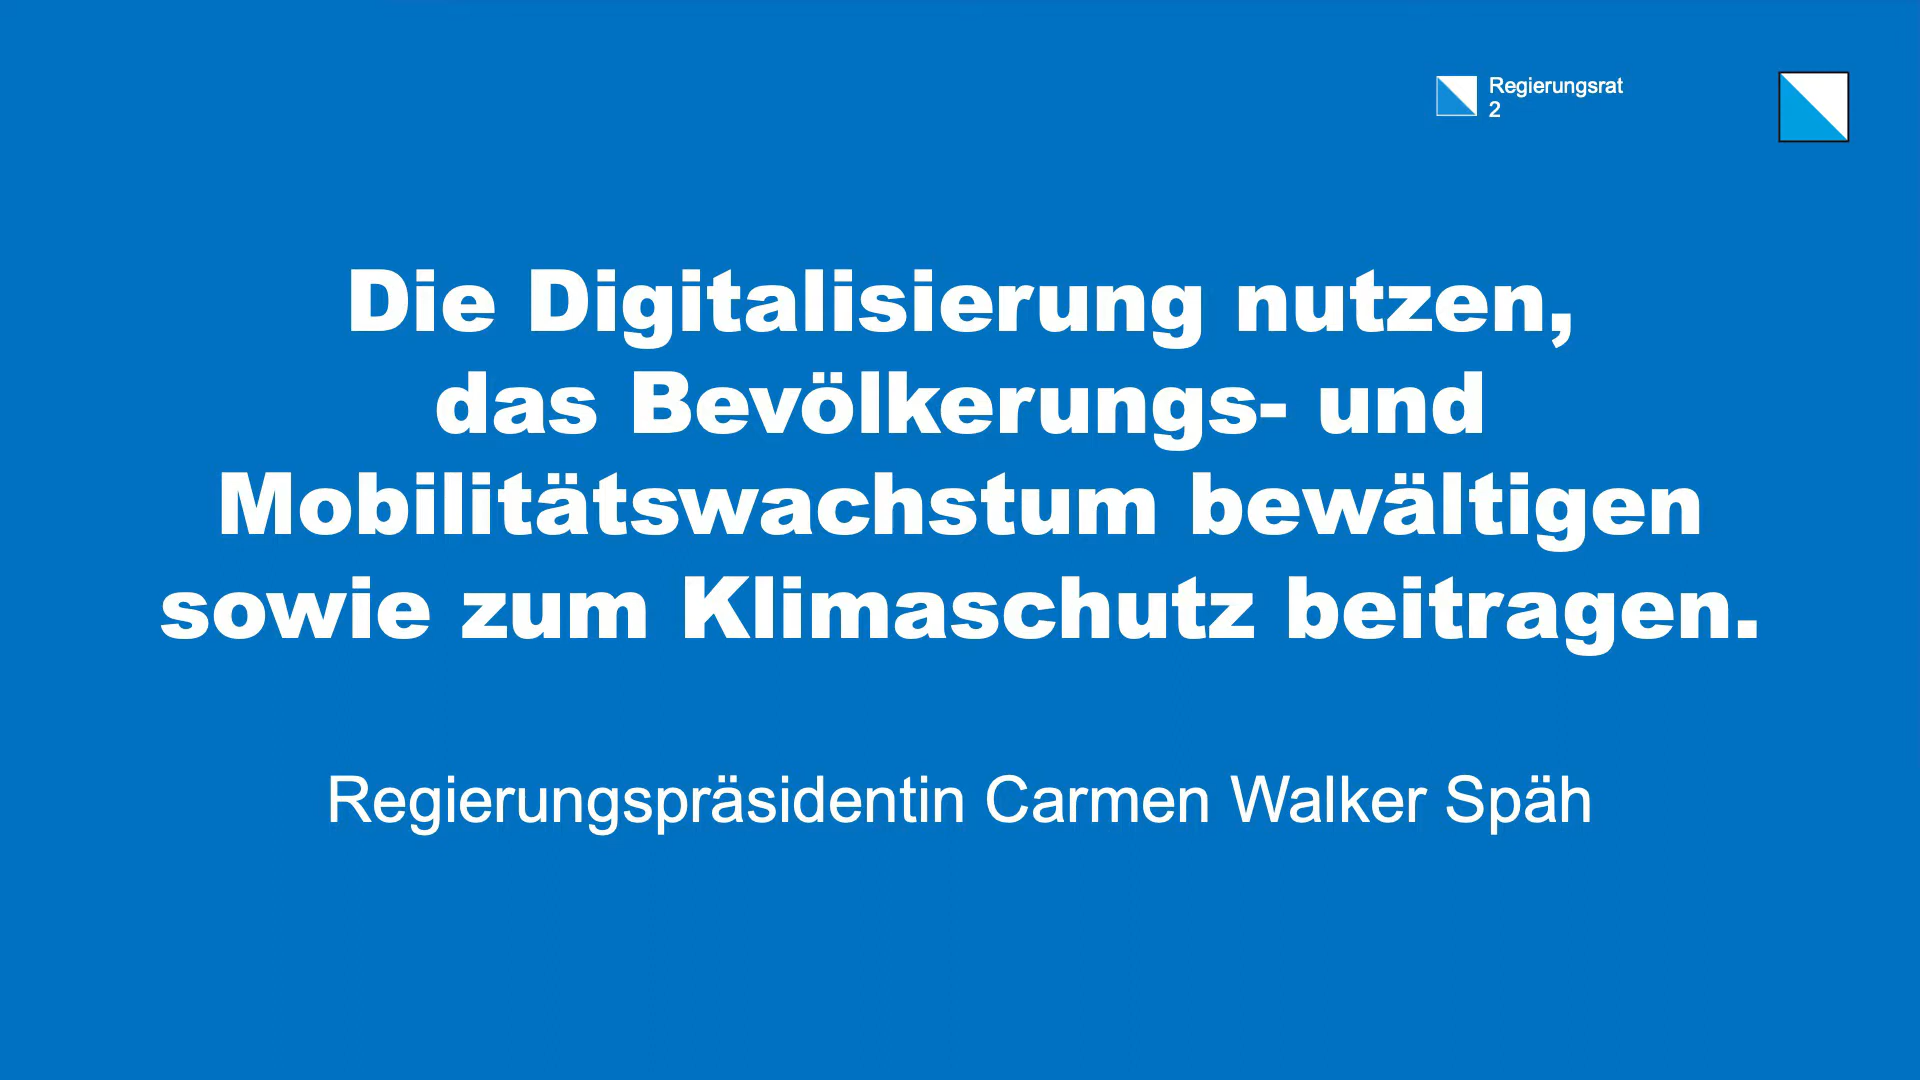 Regierungsrat
2
Die Digitalisierung nutzen,
das Bevölkerungs- und
Mobilitätswachstum bewältigen
sowie zum Klimaschutz beitragen.
Regierungspräsidentin Carmen Walker Späh